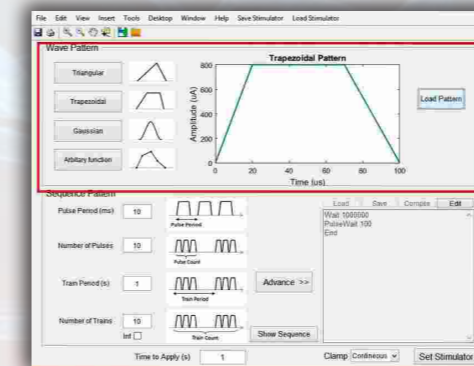 File Edit View Insert Tools Desktop Window Help Save Stimulator Load Stimulator
Wave Pattern
Triangular
Trapezoidal
Gaussian
Arbitary function
Trapezoidal Pattern
Amplitude (uA)
800
600
400
200
0
0 20 40 60 80 100
Time (us)
Load Pattern
Sequence Pattern
Pulse Period (ms) 10
Pulse Period
Number of Pulses 10
Pulse Count
Train Period (s) 1
Train Period
Number of Trains 10
Inf
Train Count
Advance >>
Show Sequence
Load Save Compile Edit
Wait 1000000
PulseWait 100
End
Time to Apply (s) 1
Clamp Contineous
Set Stimulator